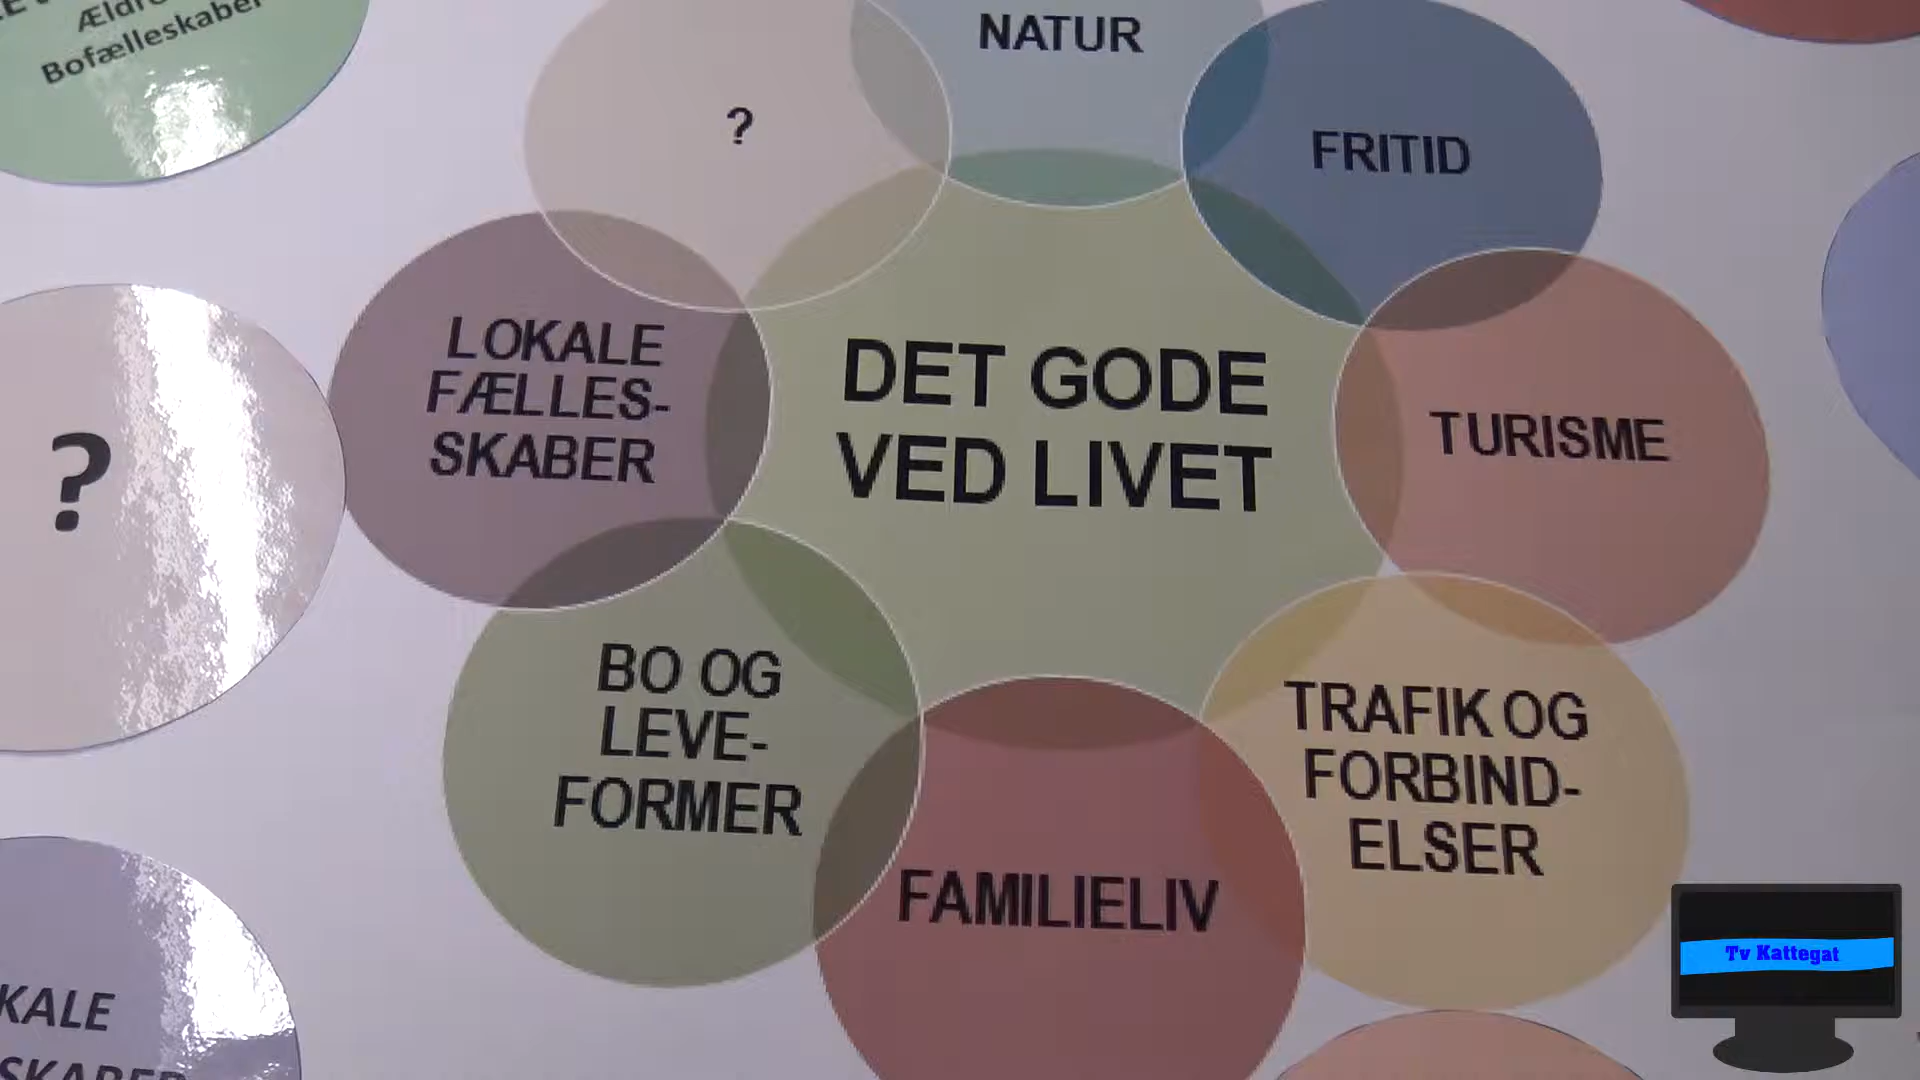 Bofælleskaber
NATUR
?
FRITID
LOKALE
FÆLLES-
SKABER
DET GODE
VED LIVET
TURISME
?
BO OG
LEVE-
FORMER
TRAFIK OG
FORBIND-
ELSER
FAMILIELIV
Tv Kattegat